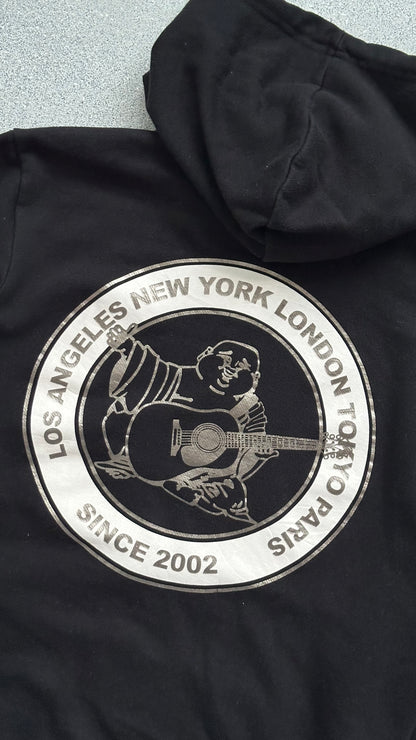 LOS ANGELES NEW YORK LONDON TOKYO PARIS
SINCE 2002